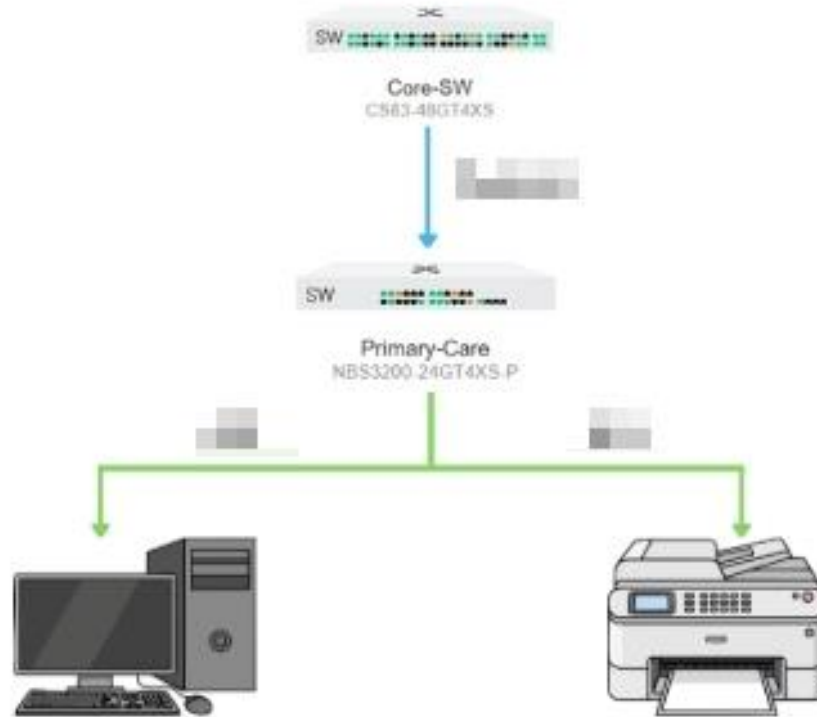 SW
Core-SW
CS83-48GT4XS
SW
Primary-Care
NBS3200-24GT4XS-P